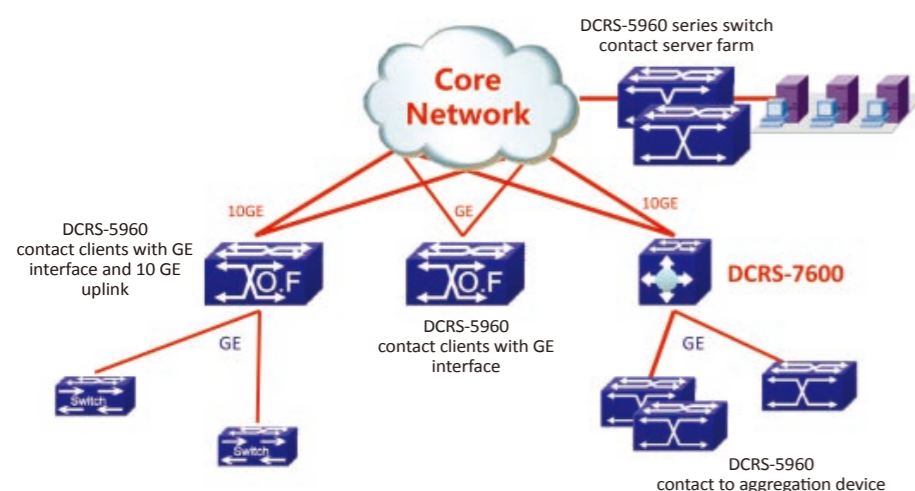 DCRS-5960 series switch
contact server farm
Core
Network
10GE
GE
10GE
DCRS-5960
contact clients with GE
interface and 10 GE
uplink
O.F
O.F
DCRS-7600
DCRS-5960
contact clients with GE
interface
GE
GE
Switch
Switch
DCRS-5960
contact to aggregation device